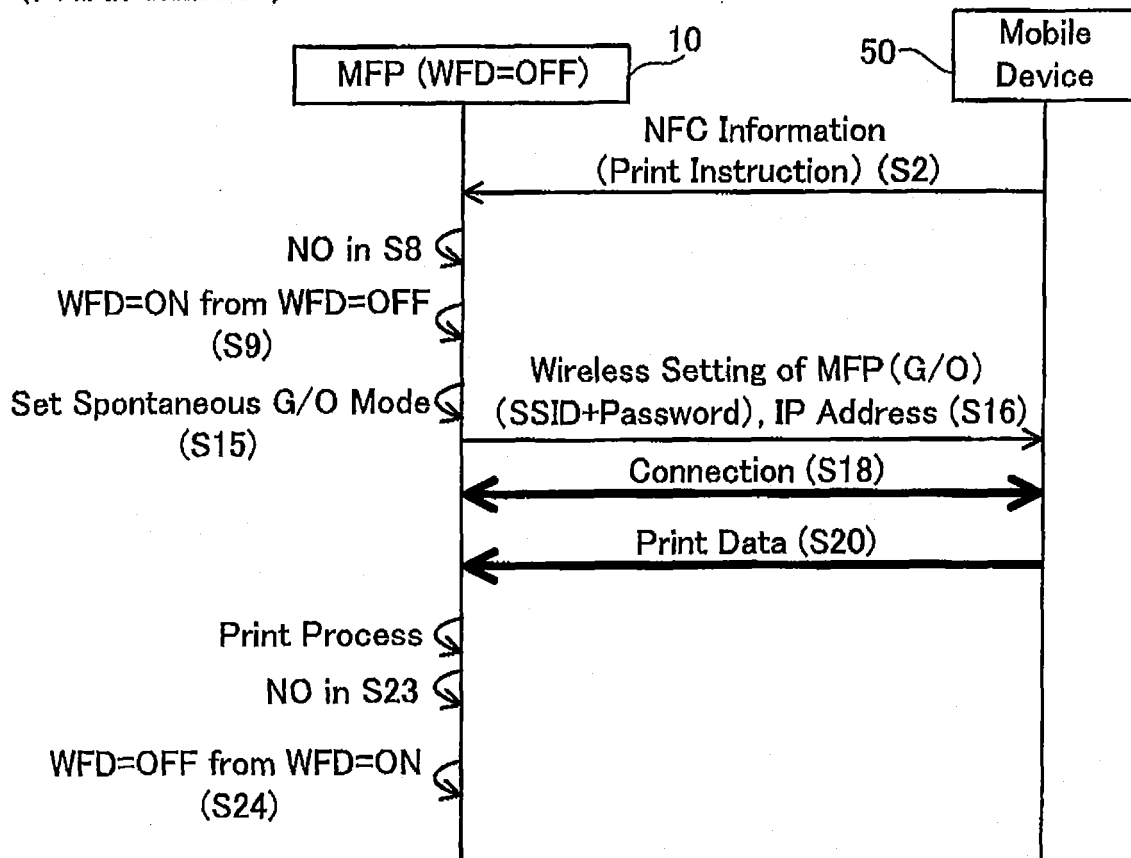 10
50
Mobile
Device
MFP (WFD=OFF)
NFC Information
(Print Instruction) (S2)
NO in S8
WFD=ON from WFD=OFF
(S9)
Wireless Setting of MFP(G/O)
(SSID+Password), IP Address (S16)
Set Spontaneous G/O Mode
(S15)
Connection (S18)
Print Data (S20)
Print Process
NO in S23
WFD=OFF from WFD=ON
(S24)